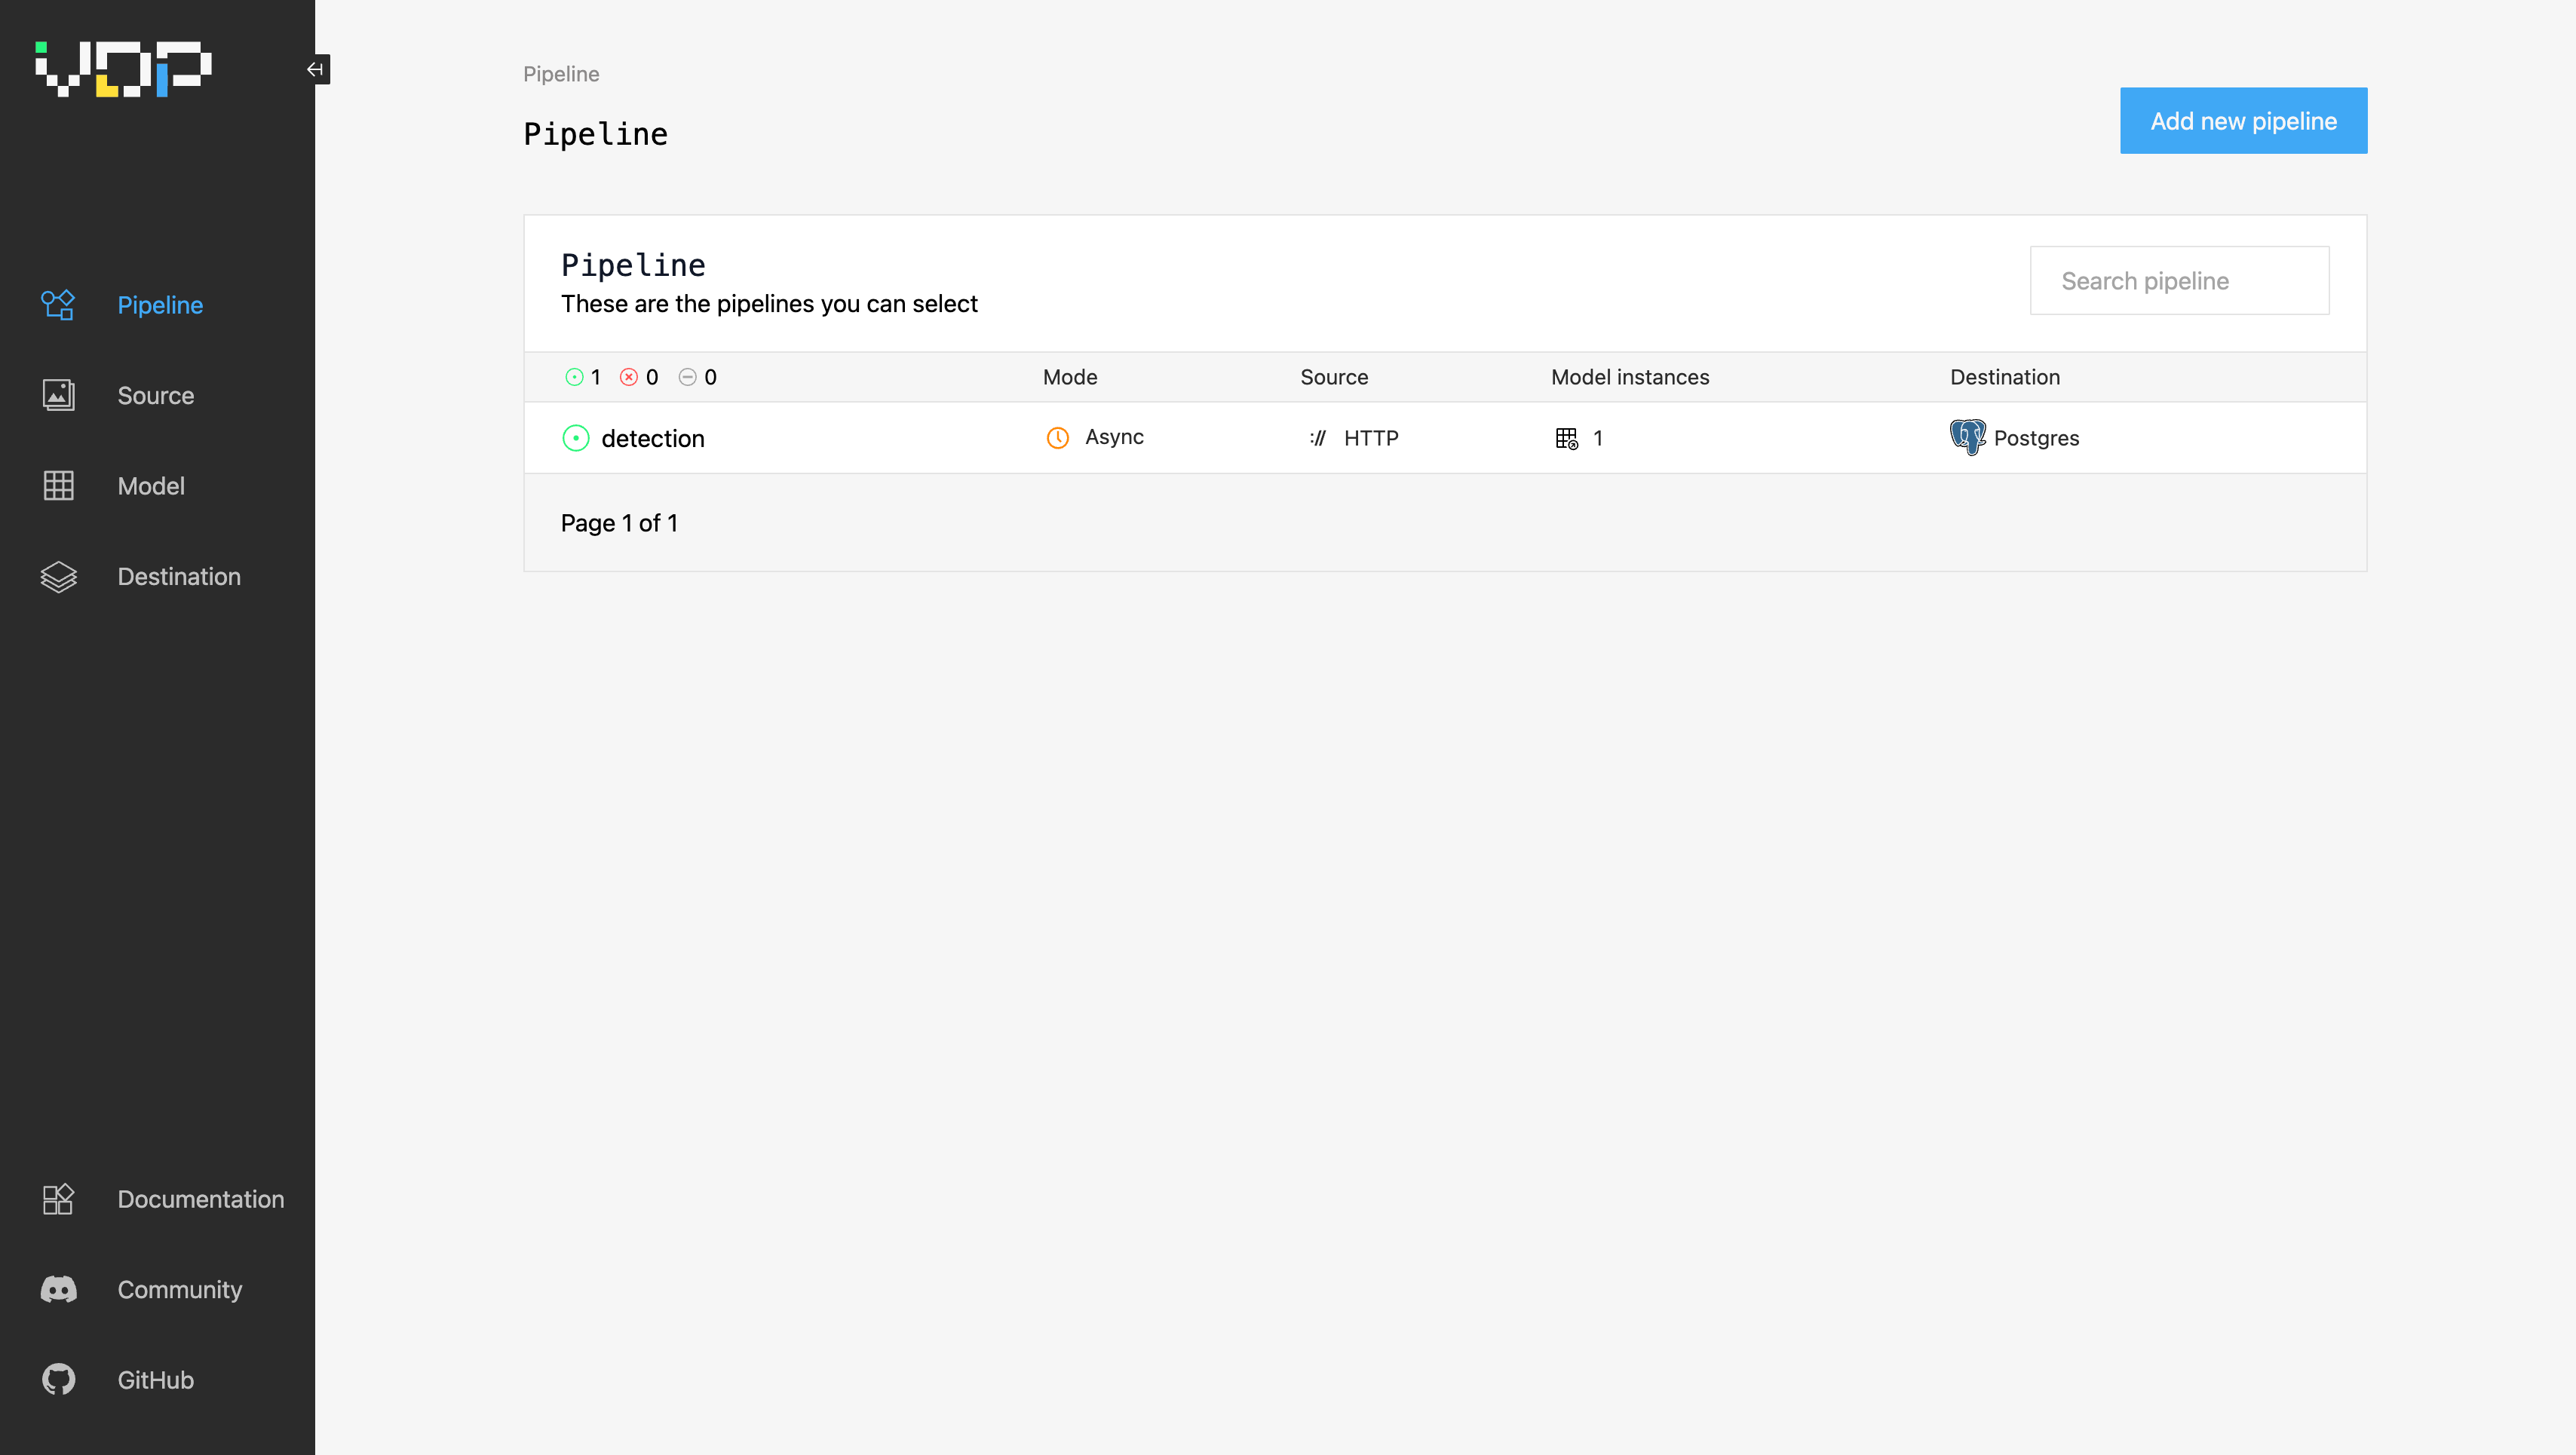 VDP
Pipeline
Source
Model
Destination
Documentation
Community
GitHub
Pipeline
Pipeline
Add new pipeline
Pipeline
These are the pipelines you can select
Search pipeline
1 0 0 Mode Source Model instances Destination
detection Async :// HTTP 1 Postgres
Page 1 of 1